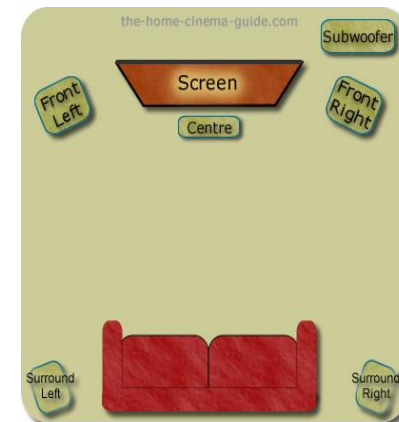 the-home-cinema-guide.com
Subwoofer
Screen
Front
Left
Front
Right
Centre
Surround
Left
Surround
Right